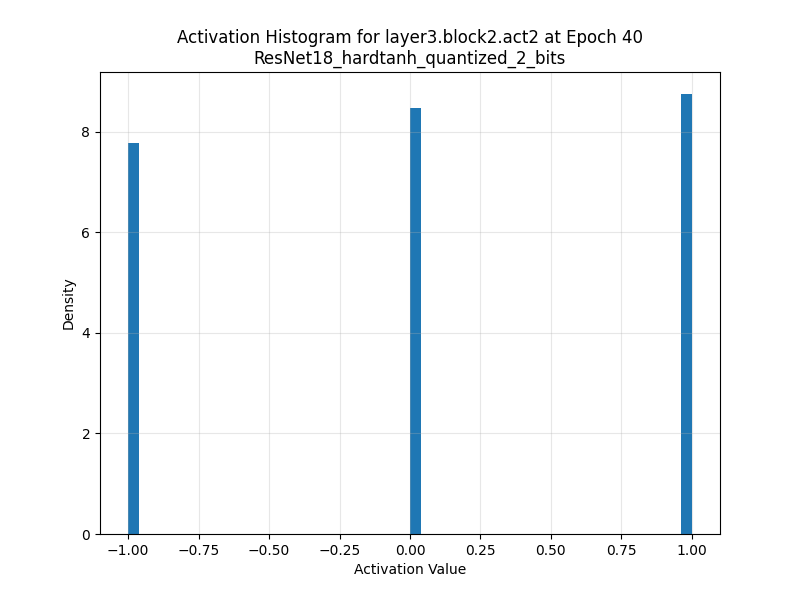 Activation Histogram for layer3.block2.act2 at Epoch 40
ResNet18_hardtanh_quantized_2_bits
8
6
4
2
0
Density
−1.00 −0.75 −0.50 −0.25 0.00 0.25 0.50 0.75 1.00
Activation Value